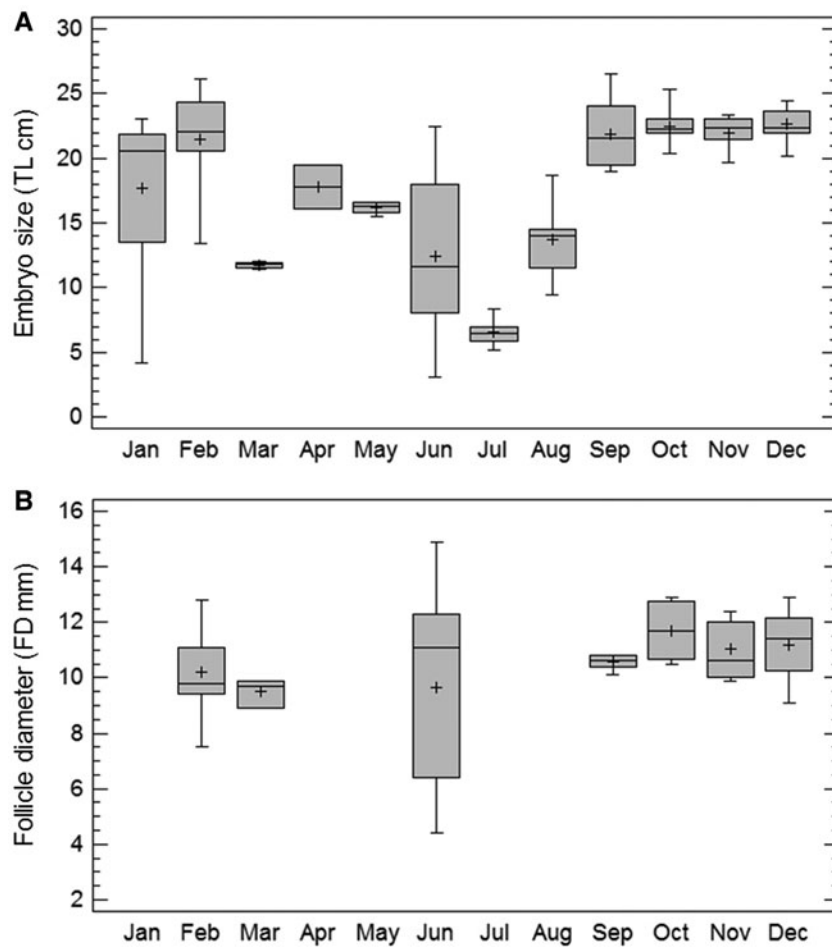 A
Embryo size (TL cm)
30
25
20
15
10
5
0
Jan Feb Mar Apr May Jun Jul Aug Sep Oct Nov Dec
B
Follicle diameter (FD mm)
16
14
12
10
8
6
4
2
Jan Feb Mar Apr May Jun Jul Aug Sep Oct Nov Dec